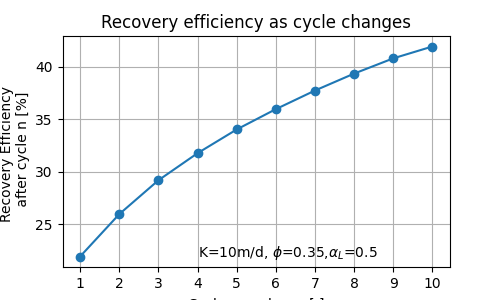 Recovery efficiency as cycle changes
Recovery Efficiency
after cycle n [%]
40
35
30
25
K=10m/d, ϕ=0.35,α_L=0.5
1 2 3 4 5 6 7 8 9 10